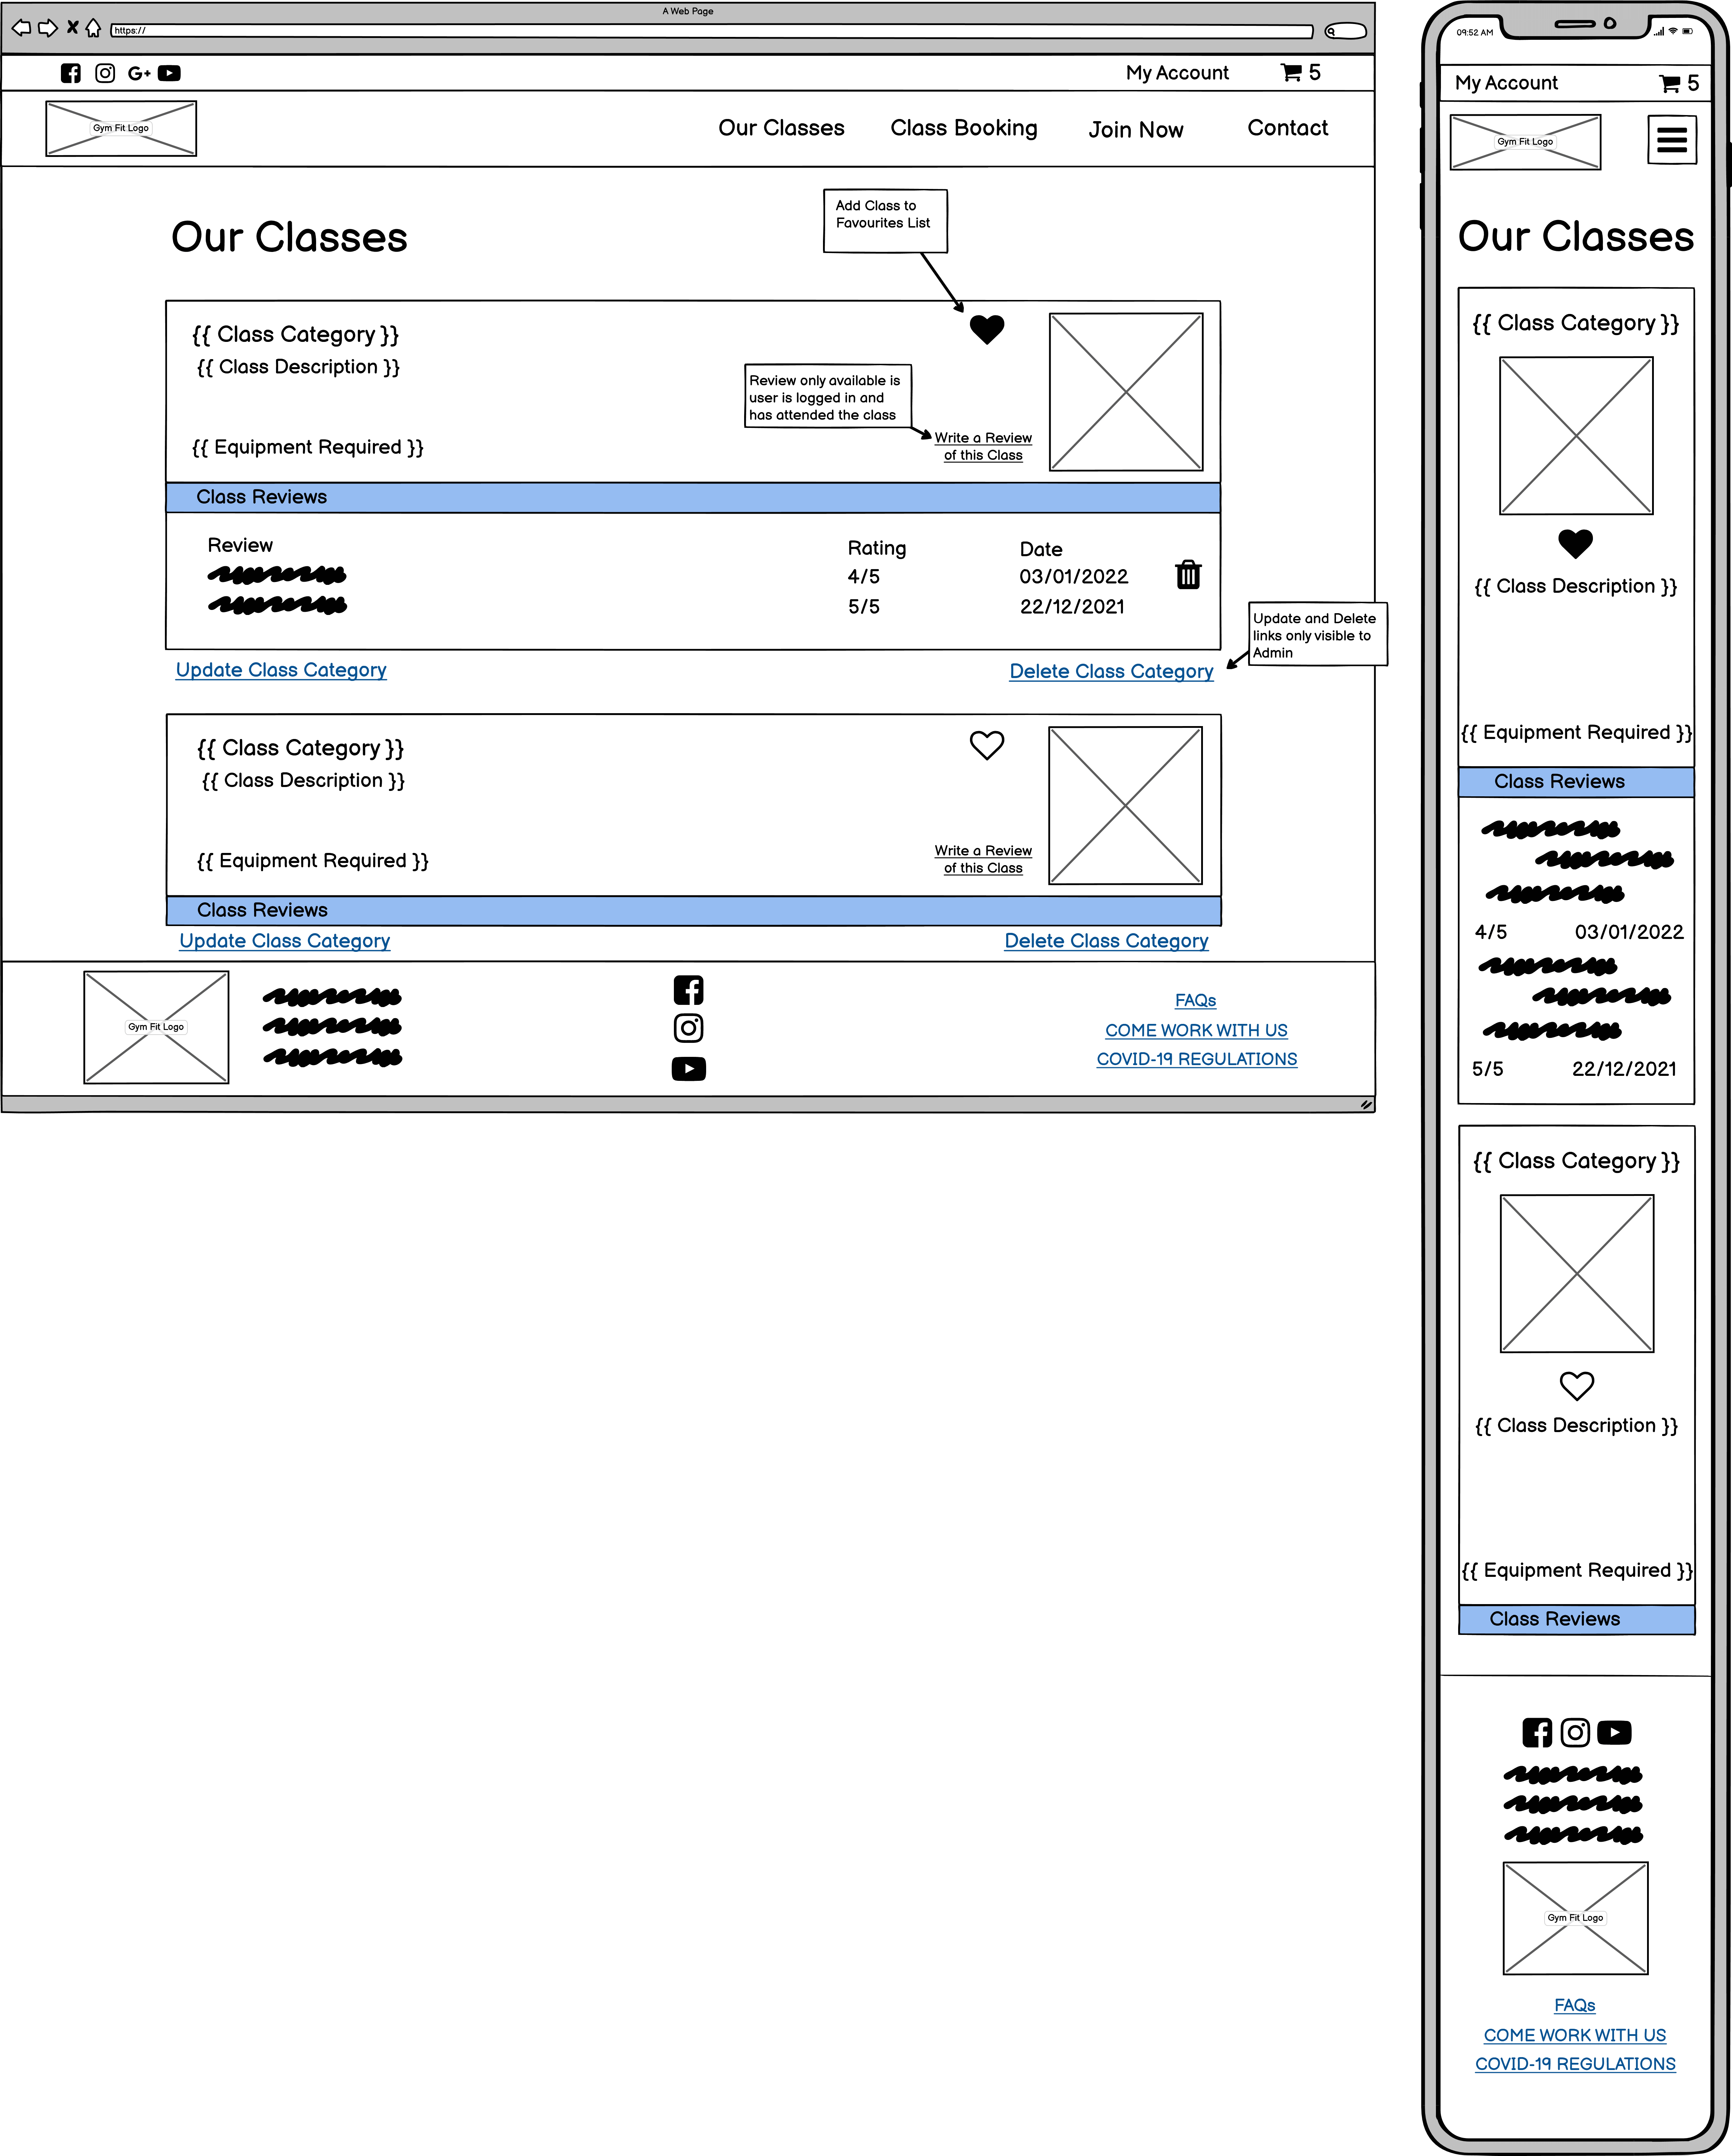 A Web Page
https://
My Account 5
Gym Fit Logo
Our Classes Class Booking Join Now Contact
Our Classes
Add Class to
Favourites List
{{ Class Category }}
{{ Class Description }}
Review only available is
user is logged in and
has attended the class
{{ Equipment Required }}
Write a Review
of this Class
Class Reviews
Review Rating Date
4/5 03/01/2022
5/5 22/12/2021
Update and Delete
links only visible to
Admin
Update Class Category Delete Class Category
{{ Class Category }}
{{ Class Description }}
{{ Equipment Required }}
Write a Review
of this Class
Class Reviews
Update Class Category Delete Class Category
Gym Fit Logo
FAQs
COME WORK WITH US
COVID-19 REGULATIONS
09:52 AM
My Account 5
Gym Fit Logo
Our Classes
{{ Class Category }}
{{ Class Description }}
{{ Equipment Required }}
Class Reviews
4/5 03/01/2022
5/5 22/12/2021
{{ Class Category }}
{{ Class Description }}
{{ Equipment Required }}
Class Reviews
Gym Fit Logo
FAQs
COME WORK WITH US
COVID-19 REGULATIONS